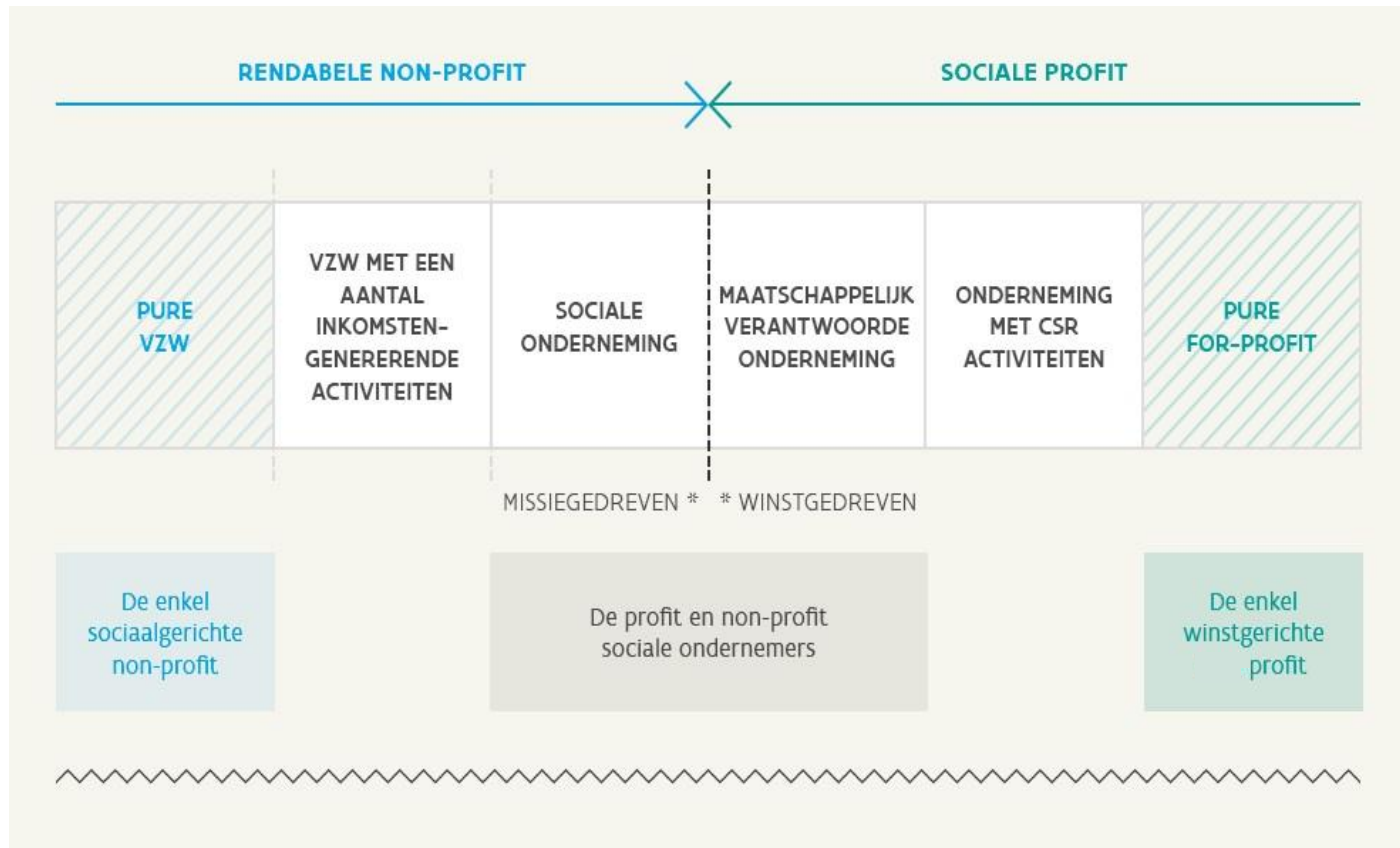 RENDABELE NON-PROFIT
SOCIALE PROFIT
PURE
VZW
VZW MET EEN
AANTAL
INKOMSTEN-
GENERERENDE
ACTIVITEITEN
SOCIALE
ONDERNEMING
MAATSCHAPPELIJK
VERANTWOORDE
ONDERNEMING
ONDERNEMING
MET CSR
ACTIVITEITEN
PURE
FOR-PROFIT
MISSIEGEDREVEN *
* WINSTGEDREVEN
De enkel
sociaalgerichte
non-profit
De profit en non-profit
sociale ondernemers
De enkel
winstgerichte
profit